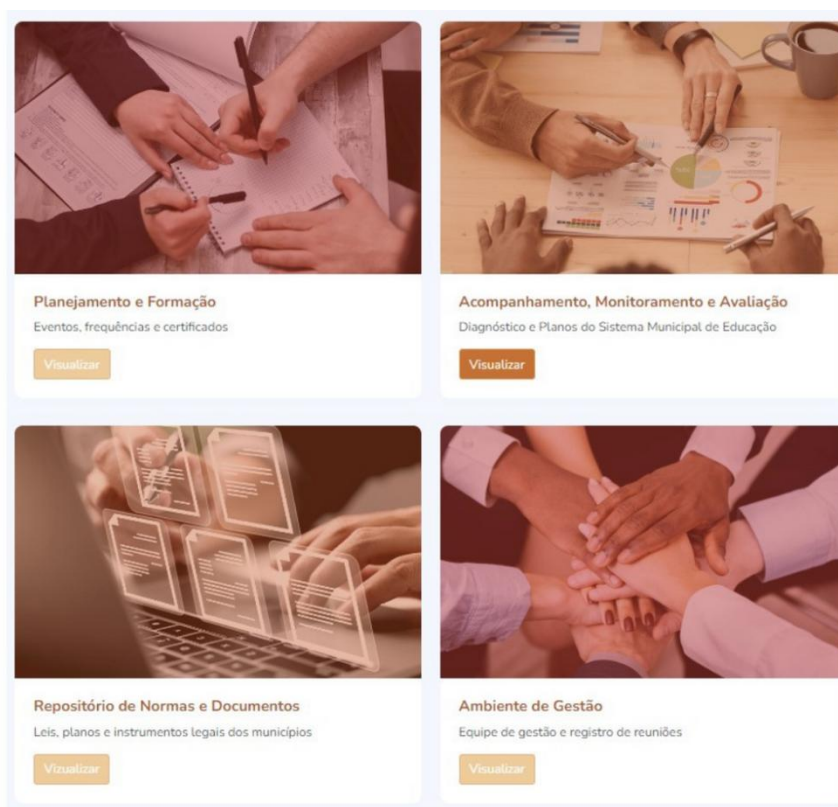 Planejamento e Formação
Eventos, frequências e certificados
Visualizar
Acompanhamento, Monitoramento e Avaliação
Diagnóstico e Planos do Sistema Municipal de Educação
Visualizar
Repositório de Normas e Documentos
Leis, planos e instrumentos legais dos municípios
Vizualizar
Ambiente de Gestão
Equipe de gestão e registro de reuniões
Visualizar